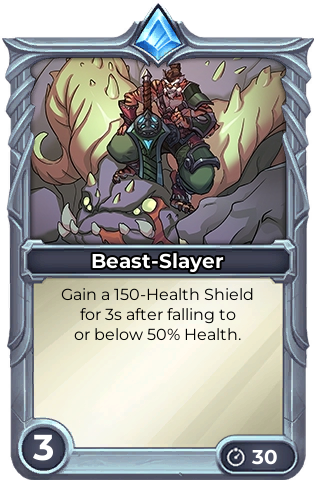 Beast-Slayer
Gain a 150-Health Shield
for 3s after falling to
or below 50% Health.
3
30